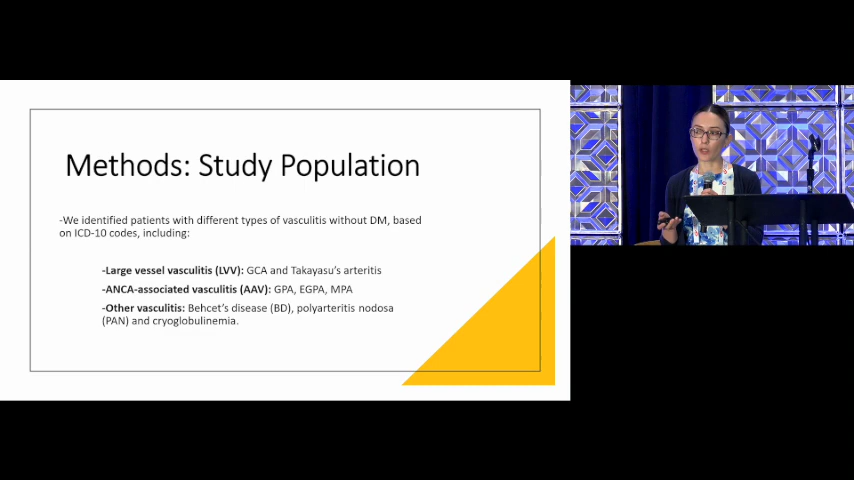 Methods: Study Population
-We identified patients with different types of vasculitis without DM, based
on ICD-10 codes, including:
-Large vessel vasculitis (LVV): GCA and Takayasu's arteritis
-ANCA-associated vasculitis (AAV): GPA, EGPA, MPA
-Other vasculitis: Behcet's disease (BD), polyarteritis nodosa
(PAN) and cryoglobulinemia.